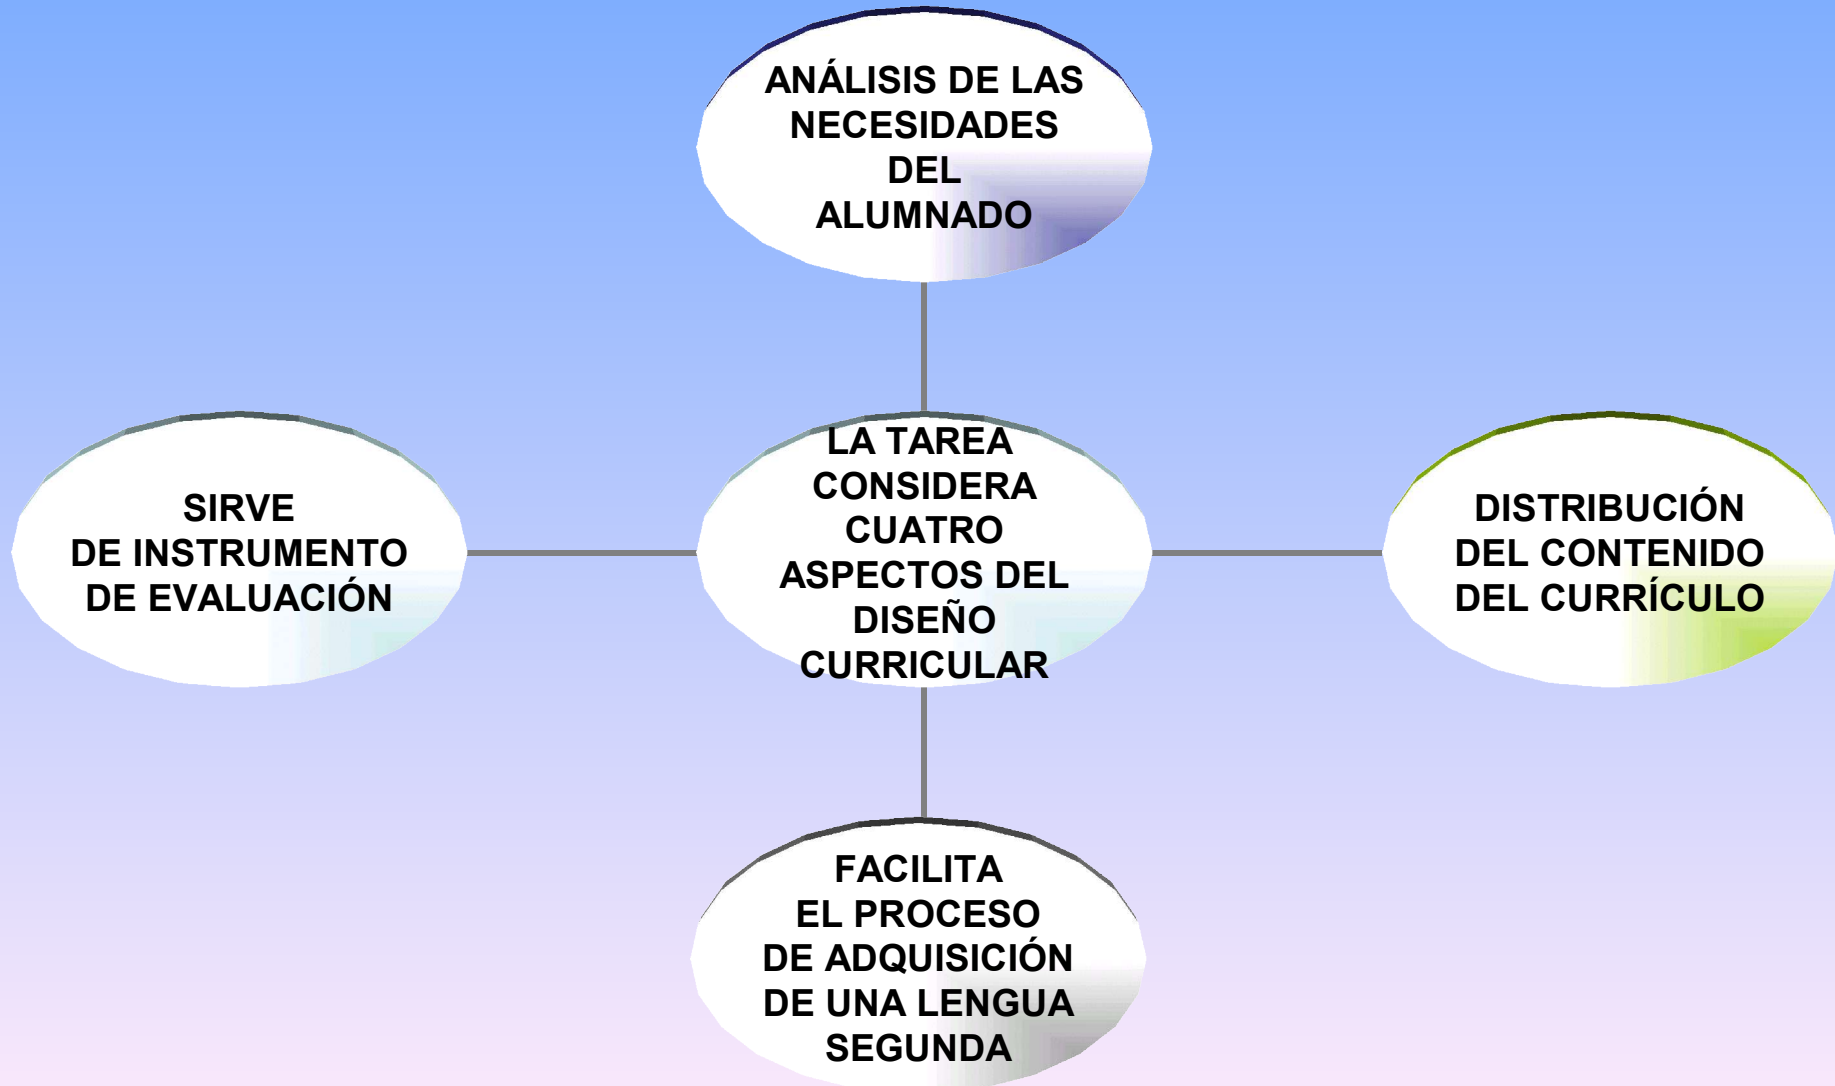 ANÁLISIS DE LAS
NECESIDADES
DEL
ALUMNADO
SIRVE
DE INSTRUMENTO
DE EVALUACIÓN
LA TAREA
CONSIDERA
CUATRO
ASPECTOS DEL
DISEÑO
CURRICULAR
DISTRIBUCIÓN
DEL CONTENIDO
DEL CURRÍCULO
FACILITA
EL PROCESO
DE ADQUISICIÓN
DE UNA LENGUA
SEGUNDA